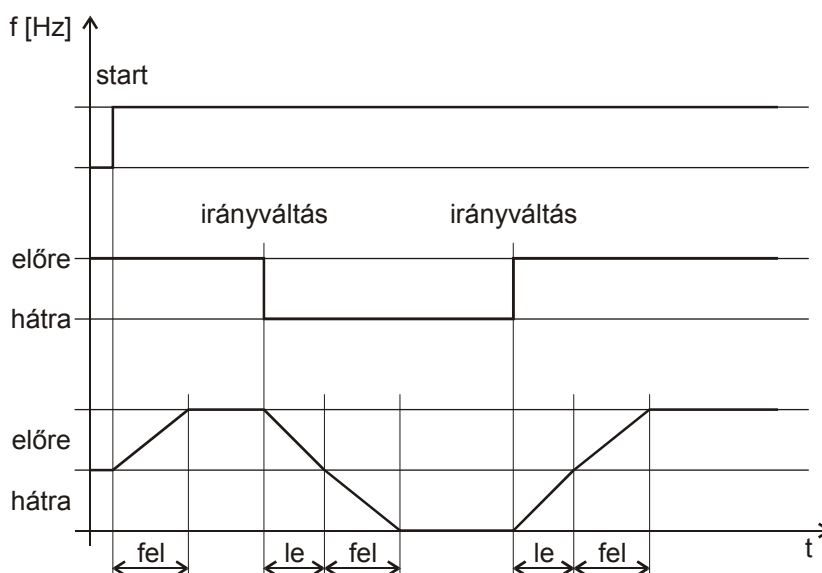 f [Hz]
start
irányváltás irányváltás
előre
hátra
előre
hátra
t
fel le fel le fel